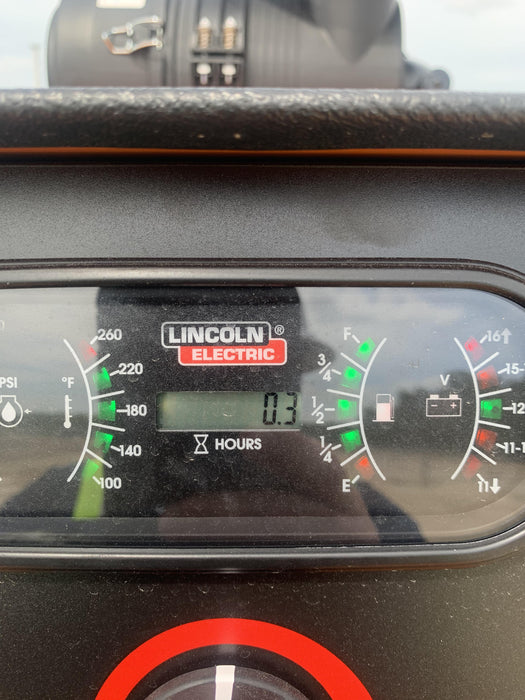 PSI
°F
260
220
180
140
100
LINCOLN®
ELECTRIC
0.3
HOURS
F
3/4
1/2
1/4
E
V
16↑
15-
12
11-1
11↓